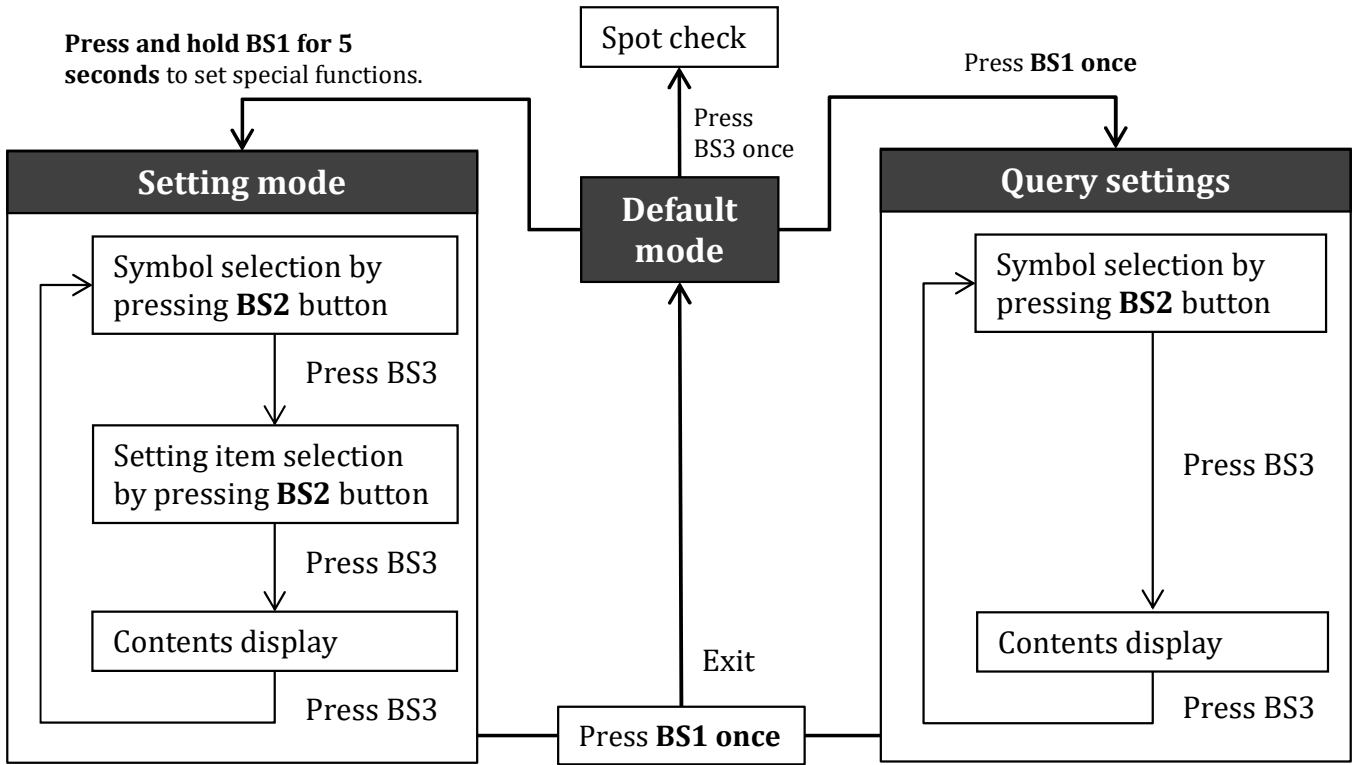 Press and hold BS1 for 5
seconds to set special functions.
Spot check
Press BS1 once
Press
BS3 once
Setting mode
Default
mode
Query settings
Symbol selection by
pressing BS2 button
Press BS3
Setting item selection
by pressing BS2 button
Press BS3
Contents display
Press BS3
Exit
Press BS1 once
Symbol selection by
pressing BS2 button
Press BS3
Contents display
Press BS3